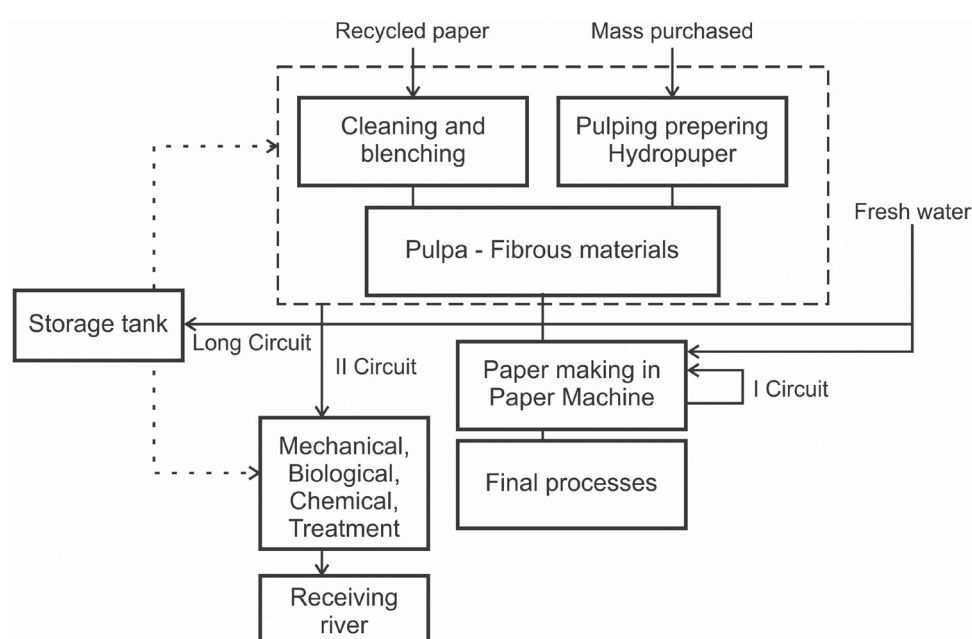 Recycled paper
Mass purchased
Cleaning and
blenching
Pulping prepering
Hydropuper
Fresh water
Pulpa - Fibrous materials
Storage tank
Long Circuit
II Circuit
Paper making in
Paper Machine
I Circuit
Mechanical,
Biological,
Chemical,
Treatment
Final processes
Receiving
river